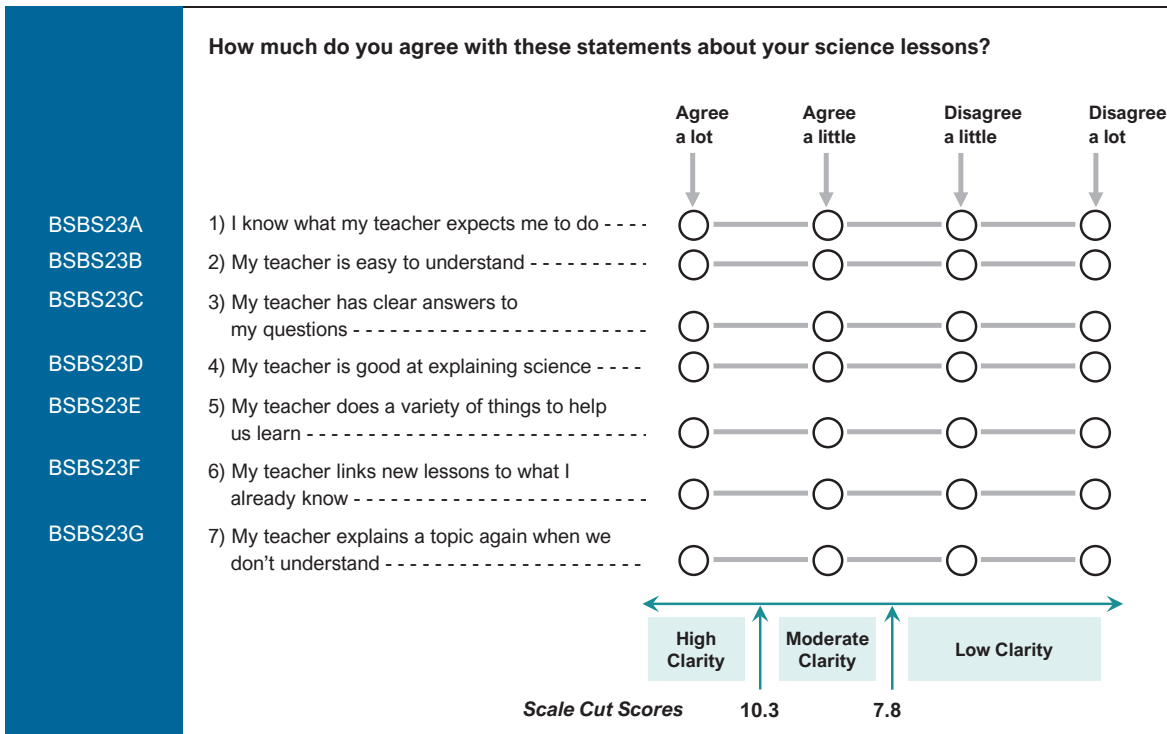 How much do you agree with these statements about your science lessons?
Agree a lot
Agree a little
Disagree a little
Disagree a lot
BSBS23A 1) I know what my teacher expects me to do - - - -
BSBS23B 2) My teacher is easy to understand - - - - - - - - - -
BSBS23C 3) My teacher has clear answers to
my questions - - - - - - - - - - - - - - - - - - - - - - - -
BSBS23D 4) My teacher is good at explaining science - - - -
BSBS23E 5) My teacher does a variety of things to help
us learn - - - - - - - - - - - - - - - - - - - - - - - - - - - -
BSBS23F 6) My teacher links new lessons to what I
already know - - - - - - - - - - - - - - - - - - - - - - - -
BSBS23G 7) My teacher explains a topic again when we
don’t understand - - - - - - - - - - - - - - - - - - - - -
High Clarity
Moderate Clarity
Low Clarity
Scale Cut Scores 10.3 7.8